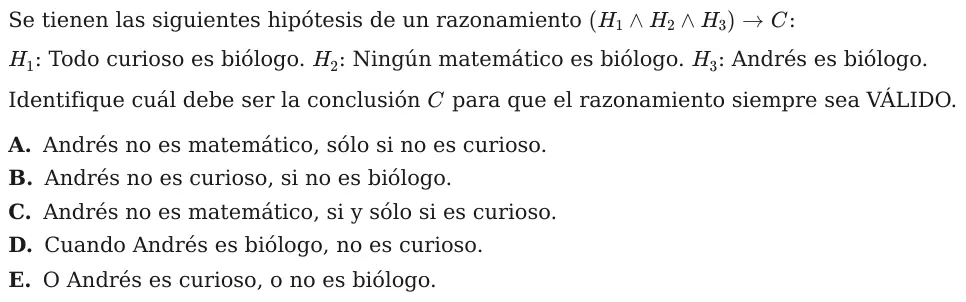 Se tienen las siguientes hipótesis de un razonamiento (H₁ ∧ H₂ ∧ H₃) → C:
H₁: Todo curioso es biólogo. H₂: Ningún matemático es biólogo. H₃: Andrés es biólogo.
Identifique cuál debe ser la conclusión C para que el razonamiento siempre sea VÁLIDO.
A. Andrés no es matemático, sólo si no es curioso.
B. Andrés no es curioso, si no es biólogo.
C. Andrés no es matemático, si y sólo si es curioso.
D. Cuando Andrés es biólogo, no es curioso.
E. O Andrés es curioso, o no es biólogo.